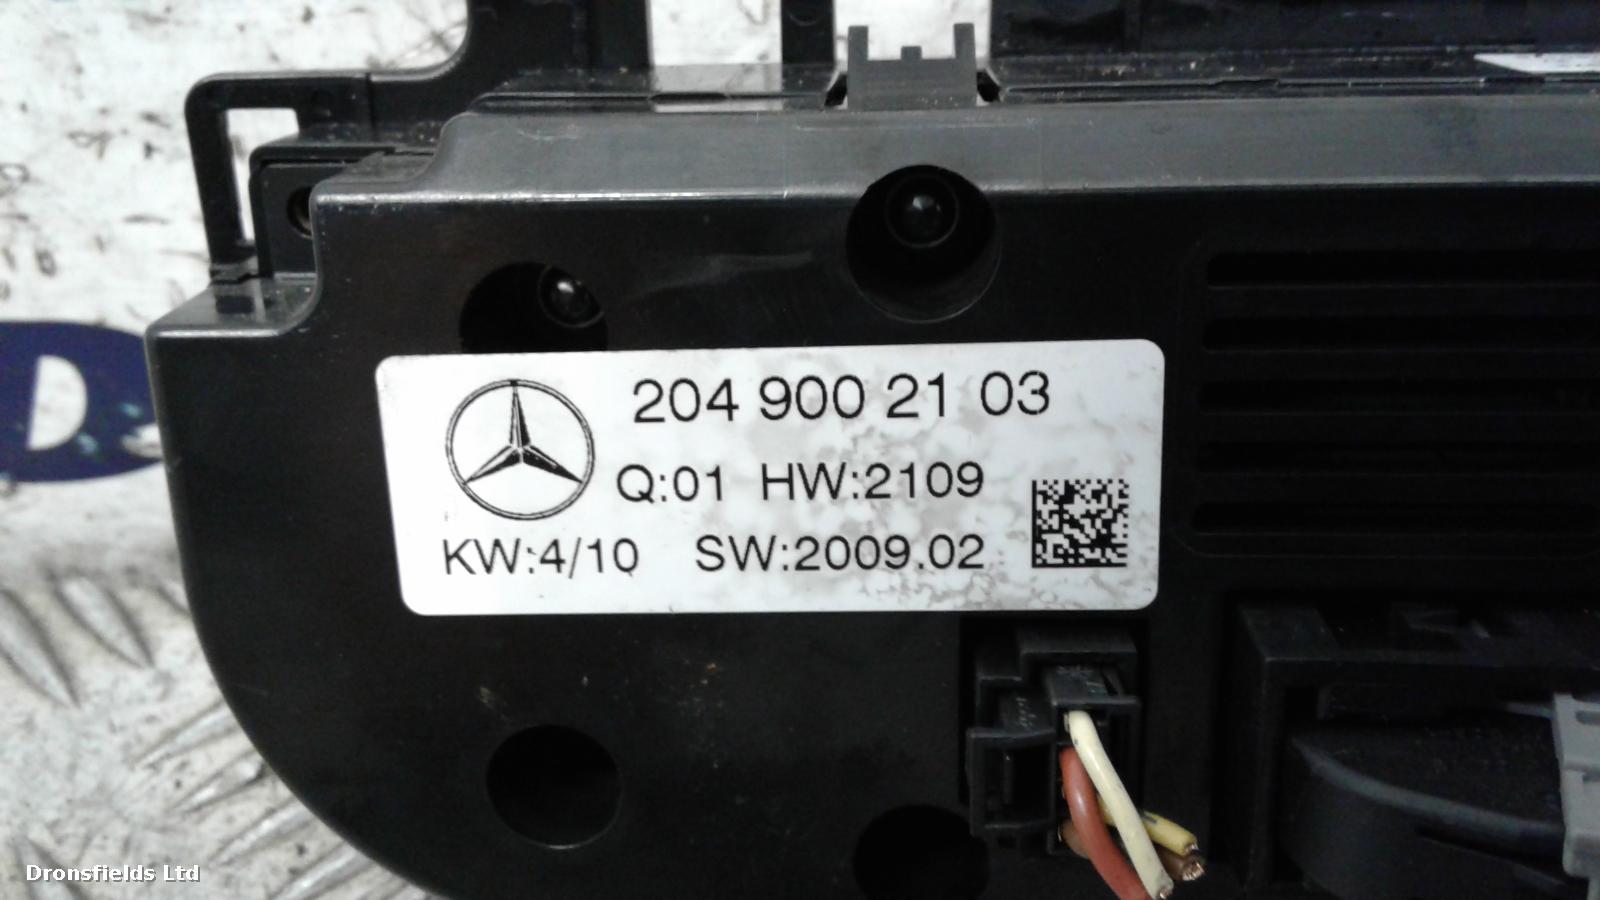 204 900 21 03
Q:01 HW:2109
KW:4/10 SW:2009.02
D
Dronsfields Ltd